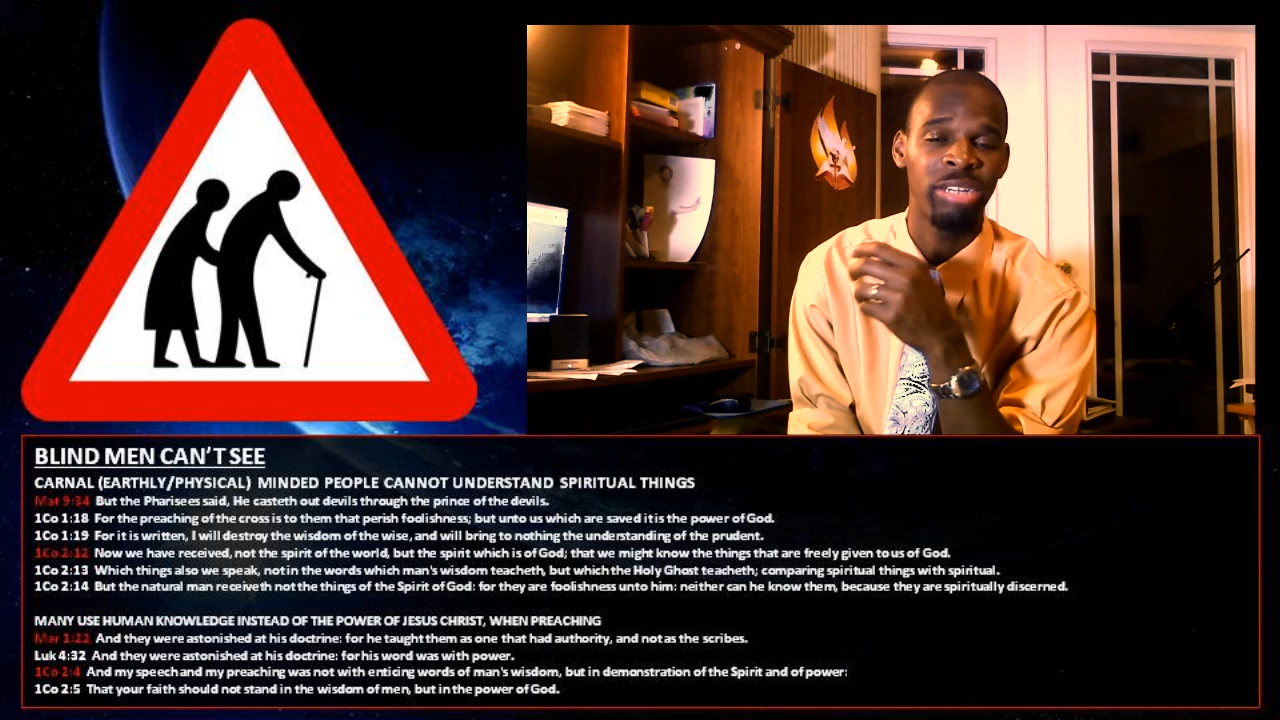 BLIND MEN CAN'T SEE
CARNAL (EARTHLY/PHYSICAL) MINDED PEOPLE CANNOT UNDERSTAND SPIRITUAL THINGS
Mat 9:34 But the Pharisees said, He casteth out devils through the prince of the devils.
1Co 1:18 For the preaching of the cross is to them that perish foolishness; but unto us which are saved it is the power of God.
1Co 1:19 For it is written, I will destroy the wisdom of the wise, and will bring to nothing the understanding of the prudent.
1Co 2:12 Now we have received, not the spirit of the world, but the spirit which is of God; that we might know the things that are freely given to us of God.
1Co 2:13 Which things also we speak, not in the words which man's wisdom teacheth, but which the Holy Ghost teacheth; comparing spiritual things with spiritual.
1Co 2:14 But the natural man receiveth not the things of the Spirit of God: for they are foolishness unto him: neither can he know them, because they are spiritually discerned.
MANY USE HUMAN KNOWLEDGE INSTEAD OF THE POWER OF JESUS CHRIST, WHEN PREACHING
Mar 1:22 And they were astonished at his doctrine: for he taught them as one that had authority, and not as the scribes.
Luk 4:32 And they were astonished at his doctrine: for his word was with power.
1Co 2:4 And my speech and my preaching was not with enticing words of man's wisdom, but in demonstration of the Spirit and of power:
1Co 2:5 That your faith should not stand in the wisdom of men, but in the power of God.